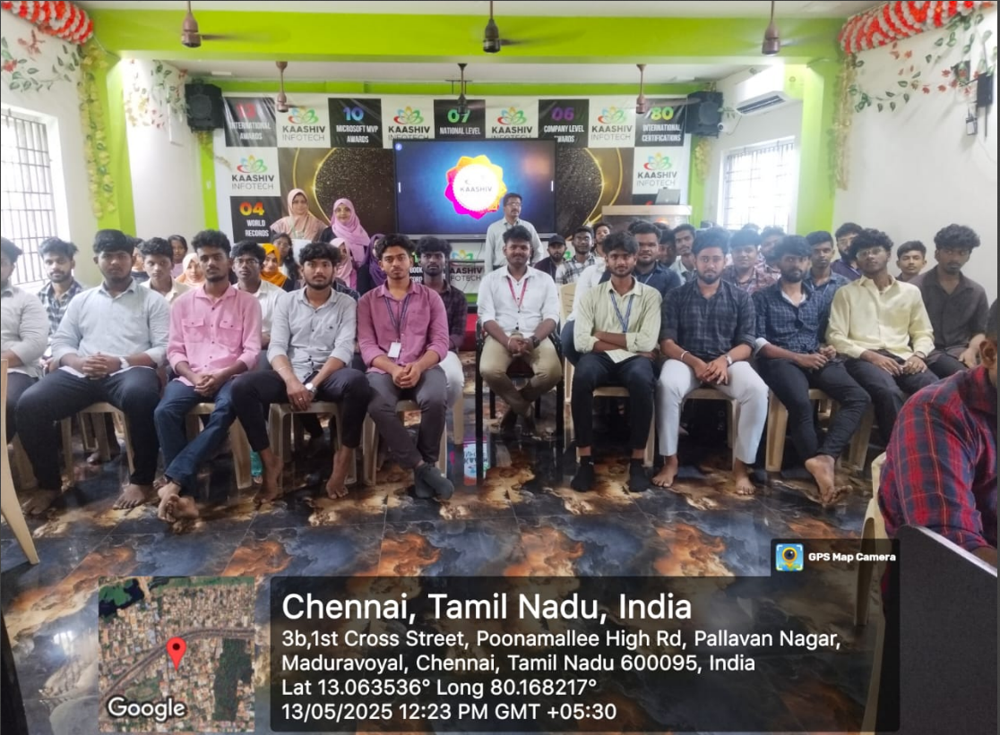 10
INTERNATIONAL
AWARDS
KAASHIV
INFOTECH
10
MICROSOFT MVP
AWARDS
KAASHIV
INFOTECH
07
NATIONAL LEVEL
KAASHIV
INFOTECH
06
COMPANY LEVEL
AWARDS
KAASHIV
INFOTECH
80
INTERNATIONAL
CERTIFICATIONS
KAASHIV
INFOTECH
KAASHIV
KAASHIV
INFOTECH
04
WORLD
RECORDS
GPS Map Camera
Google
Chennai, Tamil Nadu, India
3b,1st Cross Street, Poonamallee High Rd, Pallavan Nagar,
Maduravoyal, Chennai, Tamil Nadu 600095, India
Lat 13.063536° Long 80.168217°
13/05/2025 12:23 PM GMT +05:30